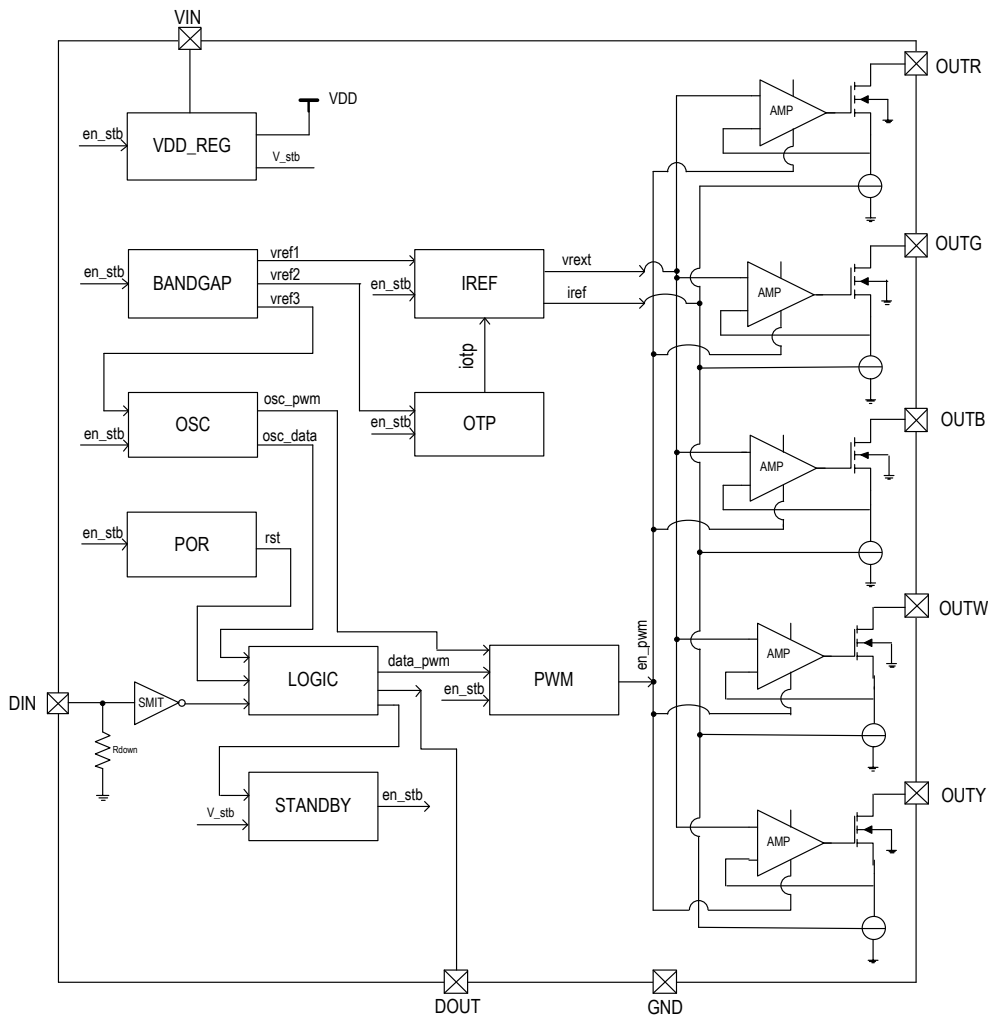 VIN
OUTR
VDD
AMP
en_stb
VDD_REG
V_stb
OUTG
vref1
en_stb
BANDGAP
vref2
vref3
IREF
en_stb
vrext
iref
AMP
iotp
osc_pwm
OSC
en_stb
osc_data
OTP
en_stb
OUTB
AMP
en_stb
POR
rst
OUTW
AMP
en_pwm
LOGIC
data_pwm
PWM
en_stb
DIN
SMIT
Rdown
STANDBY
en_stb
V_stb
OUTY
AMP
DOUT
GND